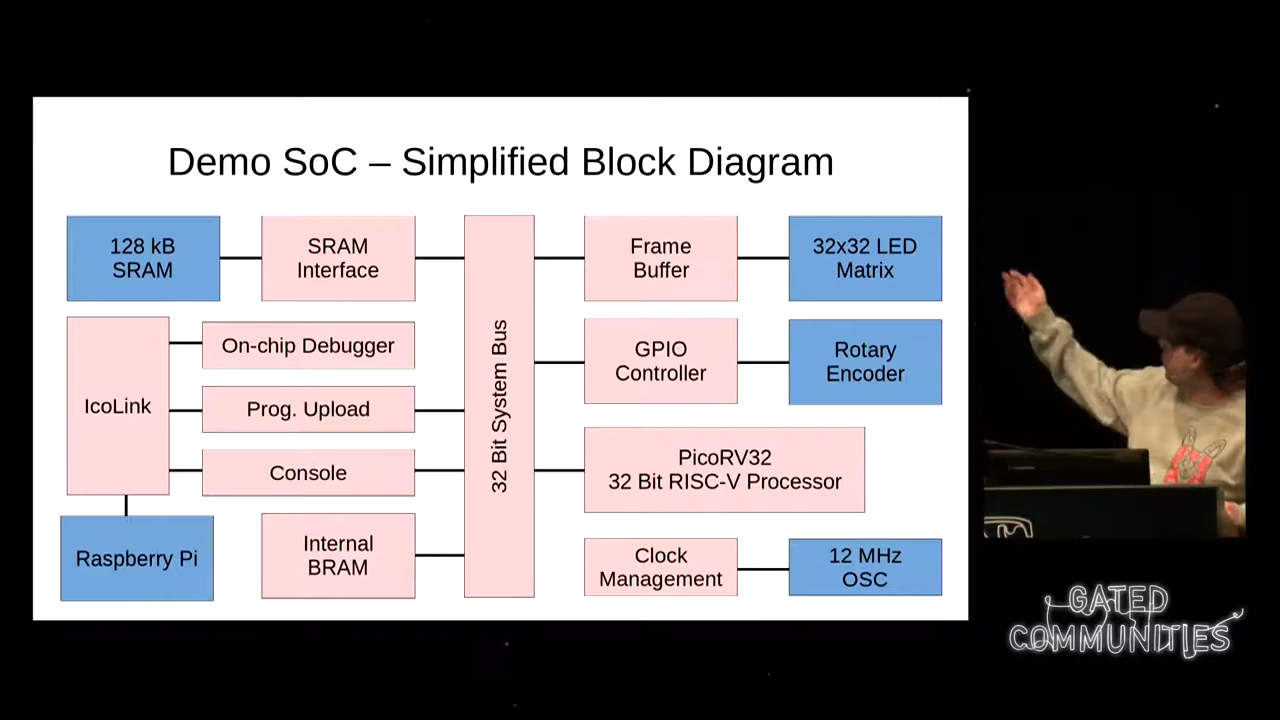 Demo SoC – Simplified Block Diagram
128 kB
SRAM
SRAM
Interface
Frame
Buffer
32x32 LED
Matrix
IcoLink
On-chip Debugger
Prog. Upload
Console
32 Bit System Bus
GPIO
Controller
Rotary
Encoder
PicoRV32
32 Bit RISC-V Processor
Raspberry Pi
Internal
BRAM
Clock
Management
12 MHz
OSC
GATED
COMMUNITIES